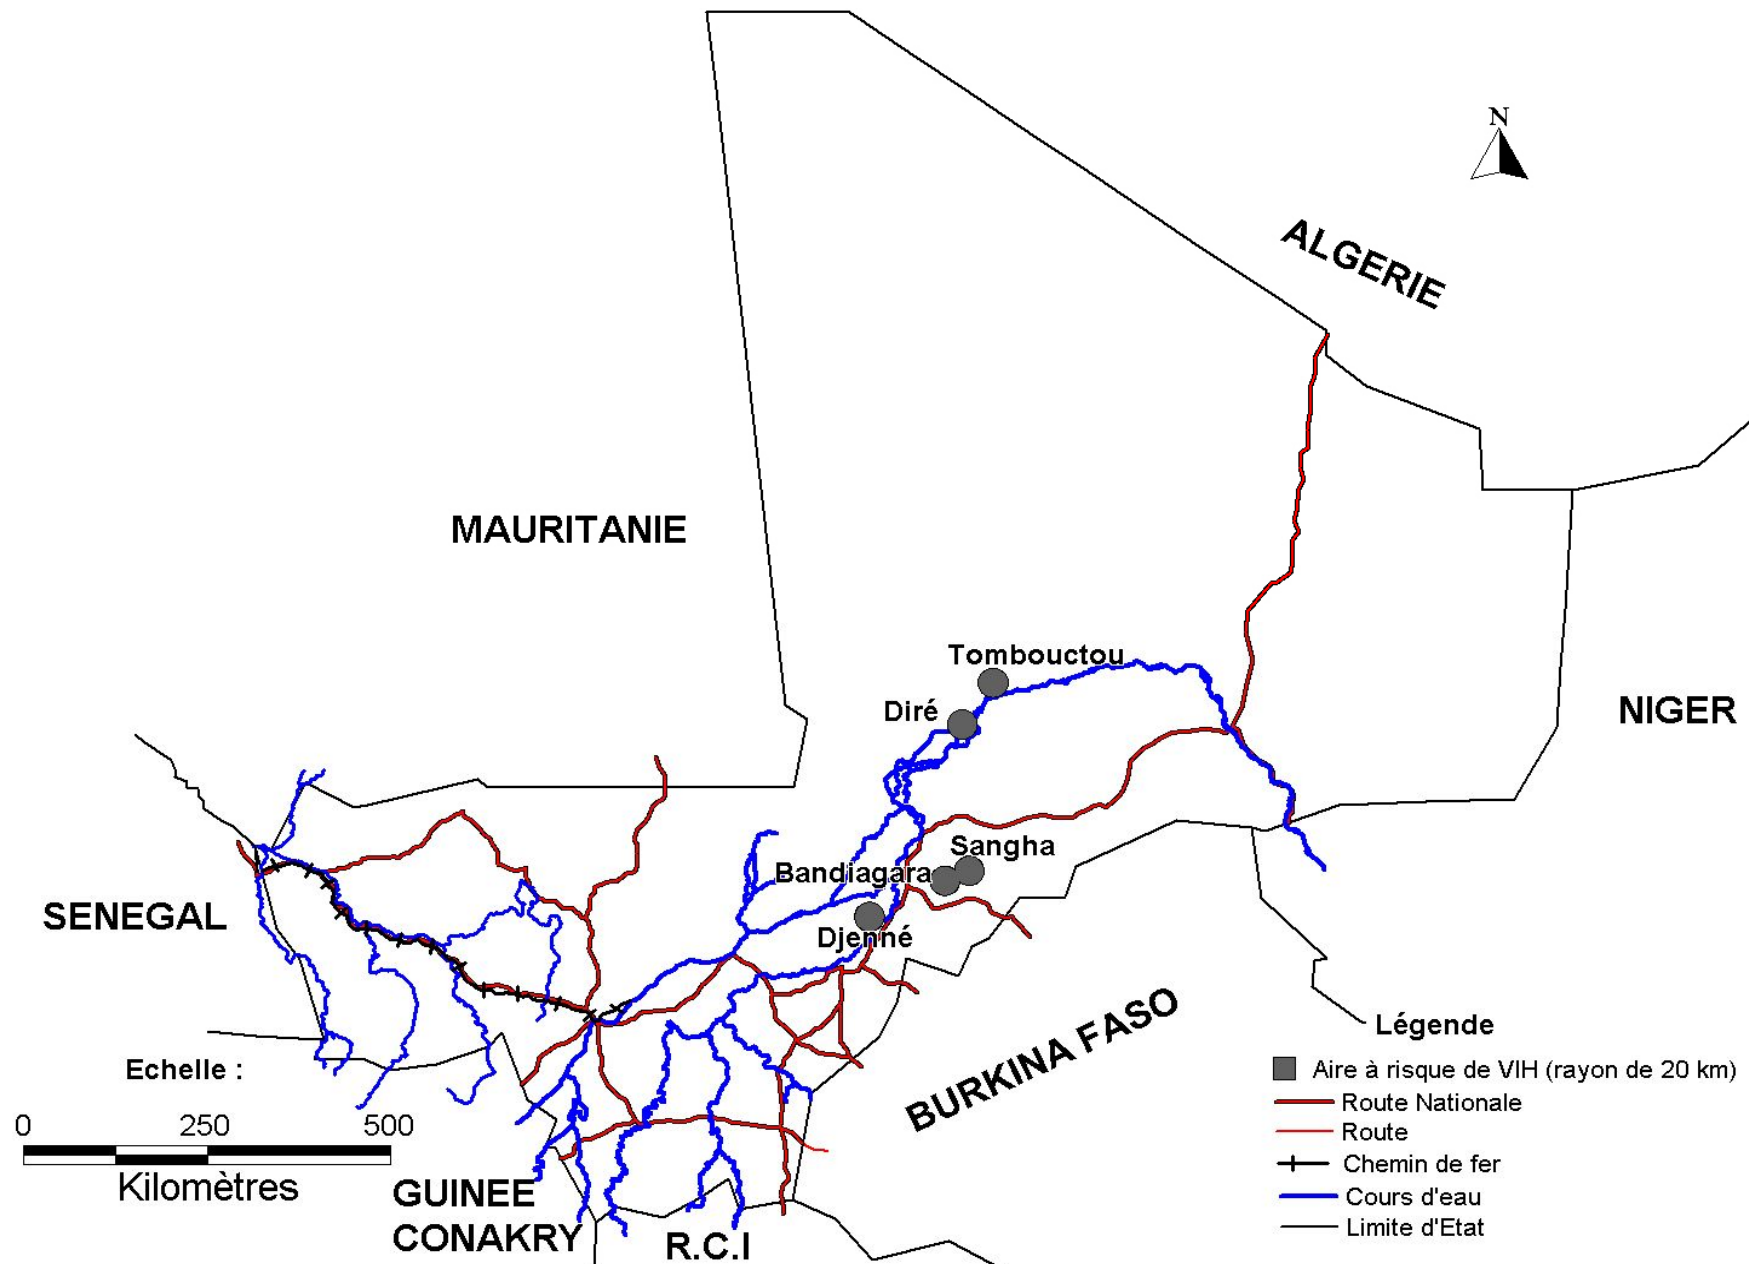 N
ALGERIE
MAURITANIE
Tombouctou
Diré
NIGER
Sangha
Bandiagara
SENEGAL
Djenné
BURKINA FASO
Echelle :
0 250 500
Kilomètres
GUINEE
CONAKRY
R.C.I
Légende
Aire à risque de VIH (rayon de 20 km)
Route Nationale
Route
Chemin de fer
Cours d'eau
Limite d'Etat